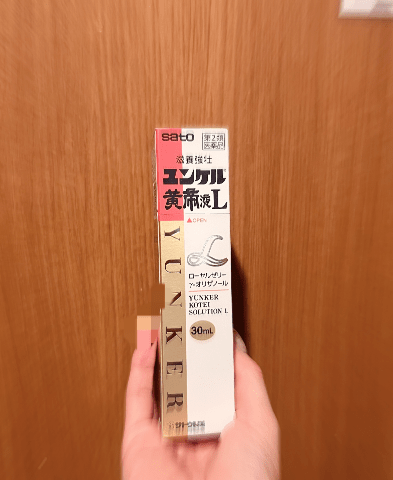 sato
第2類
医薬品
滋養強壮
ユンケル
黄帝液L
▲OPEN
L
ローヤルゼリー
γ-オリザノール
YUNKER
KOTEI
SOLUTION L
30mL
YUNKER